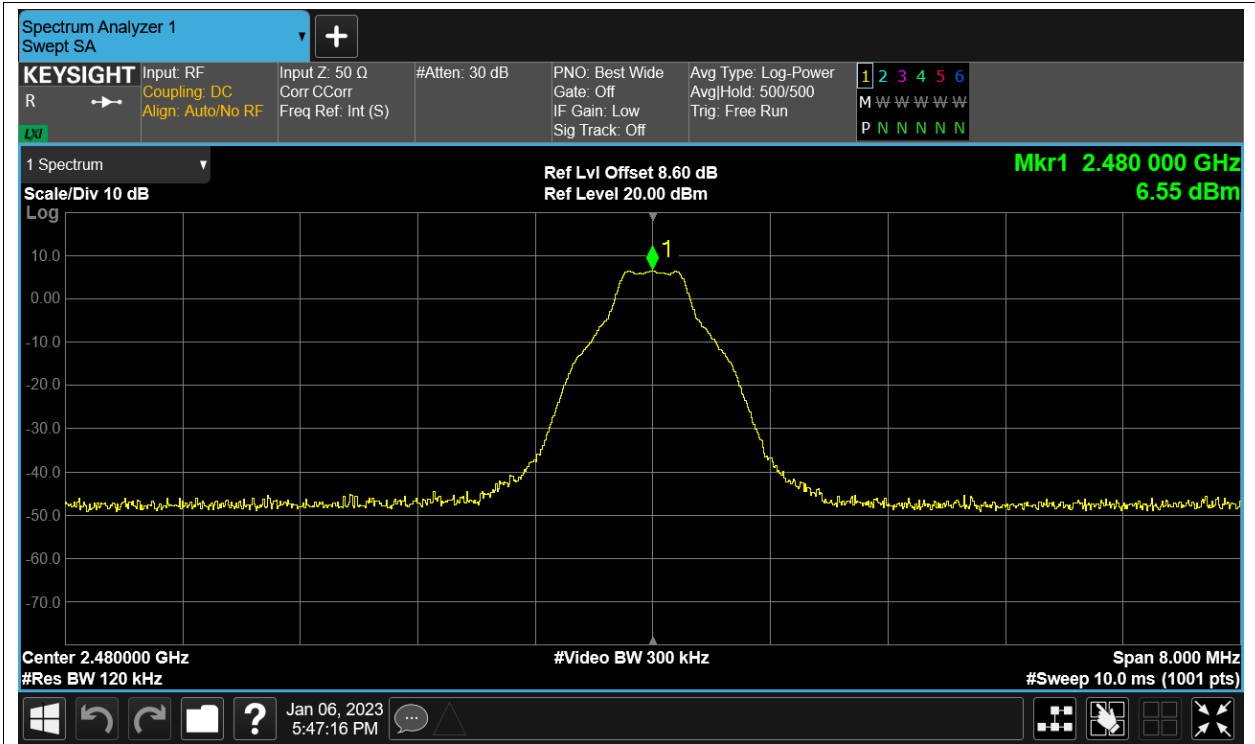 Spectrum Analyzer 1
Swept SA
KEYSIGHT
R
LXI
Input: RF
Coupling: DC
Align: Auto/No RF
Input Z: 50 Ω
Corr CCorr
Freq Ref: Int (S)
#Atten: 30 dB
PNO: Best Wide
Gate: Off
IF Gain: Low
Sig Track: Off
Avg Type: Log-Power
Avg|Hold: 500/500
Trig: Free Run
1 2 3 4 5 6
M W W W W W W
P N N N N N N
1 Spectrum
Scale/Div 10 dB
Log
Ref Lvl Offset 8.60 dB
Ref Level 20.00 dBm
Mkr1 2.480 000 GHz
6.55 dBm
1
10.0
0.00
-10.0
-20.0
-30.0
-40.0
-50.0
-60.0
-70.0
Center 2.480000 GHz
#Video BW 300 kHz
Span 8.000 MHz
#Res BW 120 kHz
#Sweep 10.0 ms (1001 pts)
?
Jan 06, 2023
5:47:16 PM